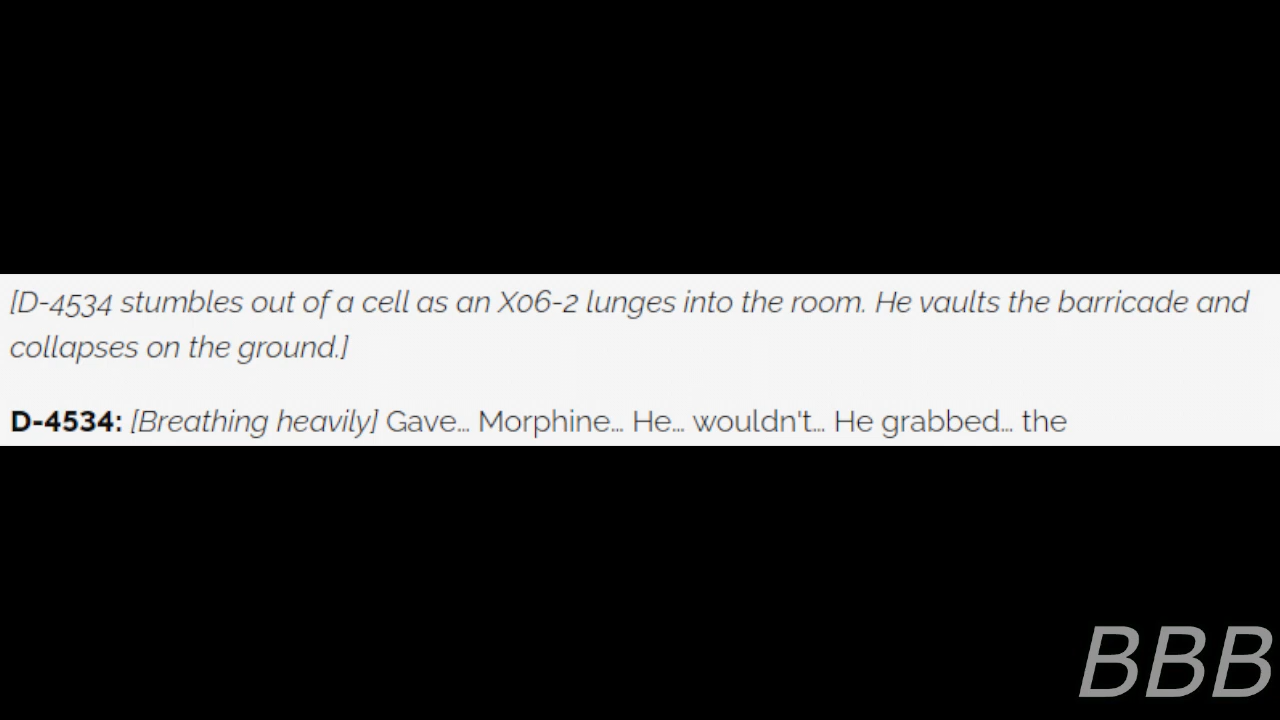 [D-4534 stumbles out of a cell as an X06-2 lunges into the room. He vaults the barricade and
collapses on the ground.]
D-4534: [Breathing heavily] Gave… Morphine… He… wouldn't… He grabbed… the
BBB